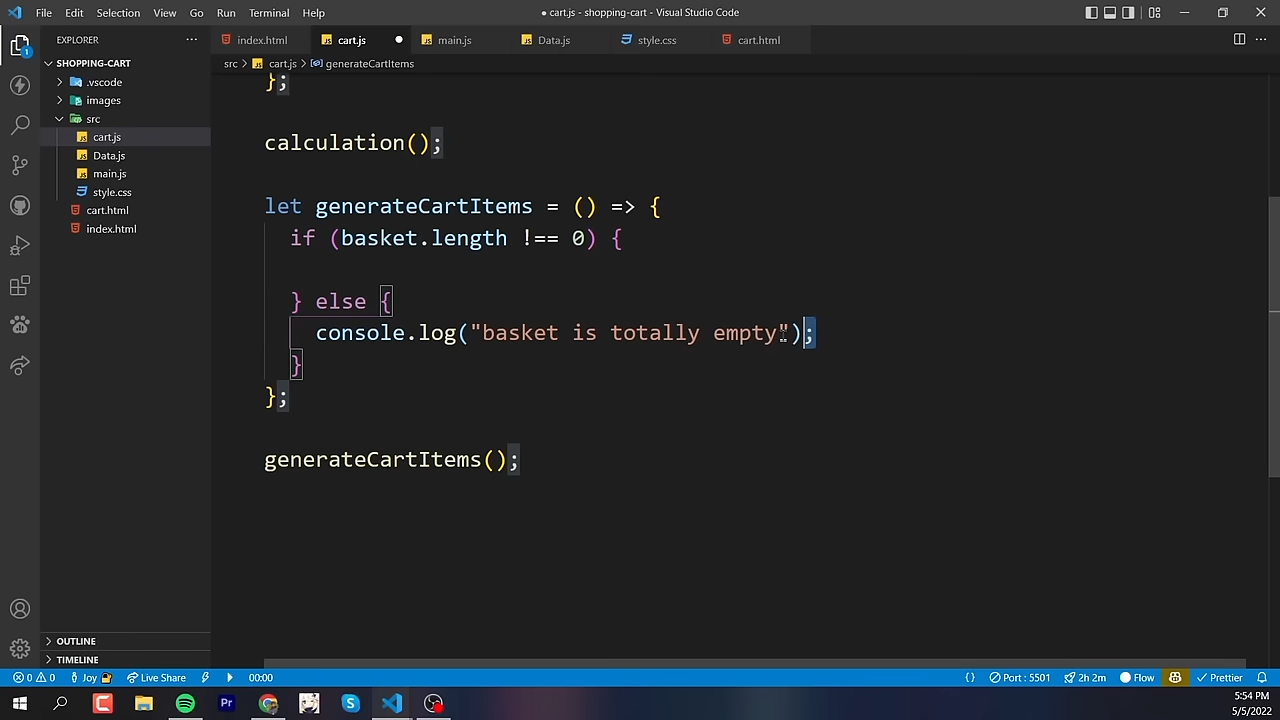 File Edit Selection View Go Run Terminal Help
● cart.js - shopping-cart - Visual Studio Code
EXPLORER
index.html
cart.js
main.js
Data.js
style.css
cart.html
SHOPPING-CART
src > cart.js > generateCartItems
.vscode
images
src
cart.js
Data.js
main.js
style.css
cart.html
index.html
};
calculation();
let generateCartItems = () => {
if (basket.length !== 0) {
} else {
console.log("basket is totally empty");
}
};
generateCartItems();
OUTLINE
TIMELINE
1
0 0 Joy Live Share 00:00 {} Port : 5501 2h 2m Flow Prettier
Pr
5:54 PM
5/5/2022